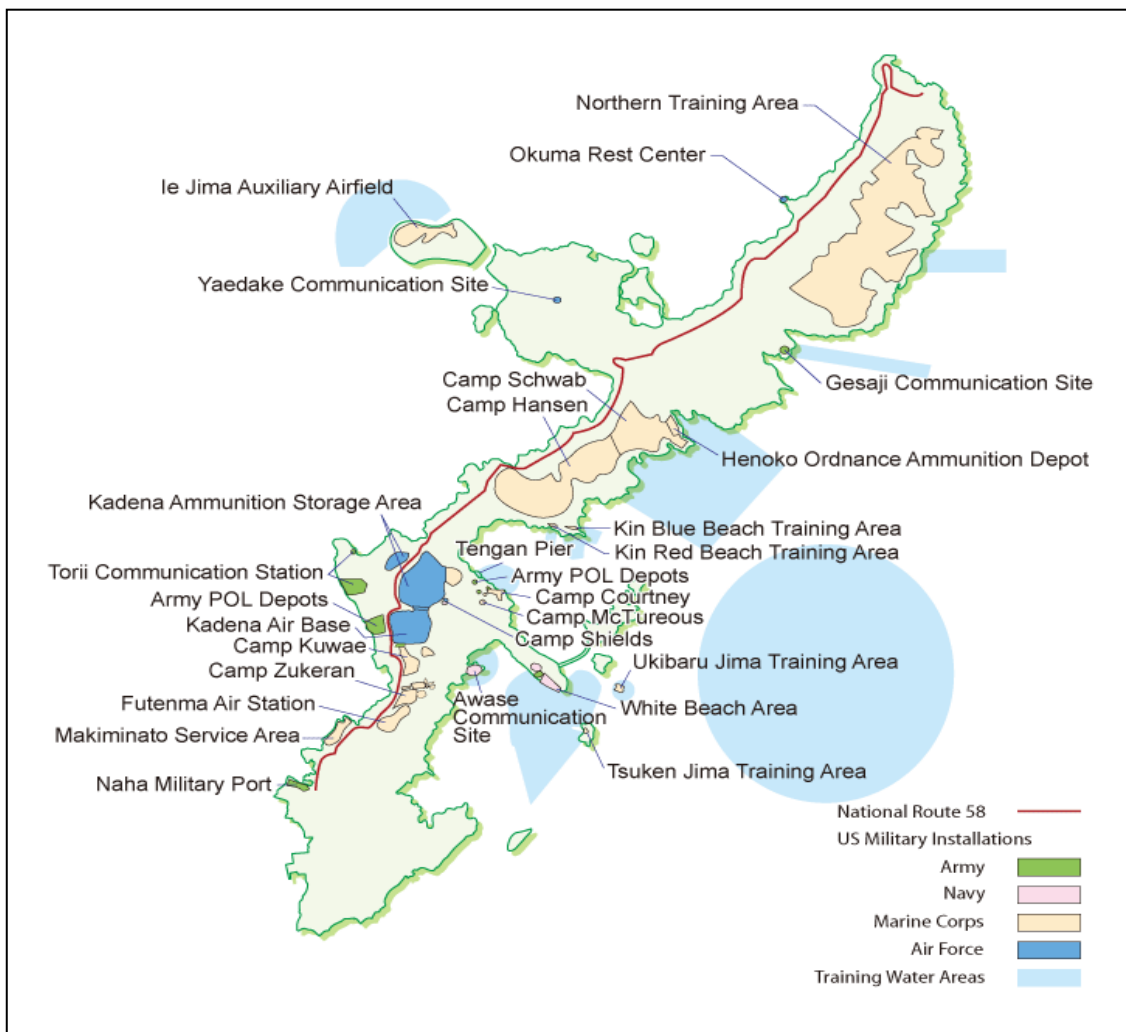 Northern Training Area
Okuma Rest Center
Ie Jima Auxiliary Airfield
Yaedake Communication Site
Gesaji Communication Site
Camp Schwab
Camp Hansen
Henoko Ordnance Ammunition Depot
Kadena Ammunition Storage Area
Kin Blue Beach Training Area
Kin Red Beach Training Area
Tengan Pier
Torii Communication Station
Army POL Depots
Army POL Depots
Camp Courtney
Kadena Air Base
Camp McTureous
Camp Shields
Camp Kuwae
Camp Zukeran
Ukibaru Jima Training Area
Futenma Air Station
Awase
Communication
Site
White Beach Area
Makiminato Service Area
Tsuken Jima Training Area
Naha Military Port
National Route 58
US Military Installations
Army
Navy
Marine Corps
Air Force
Training Water Areas